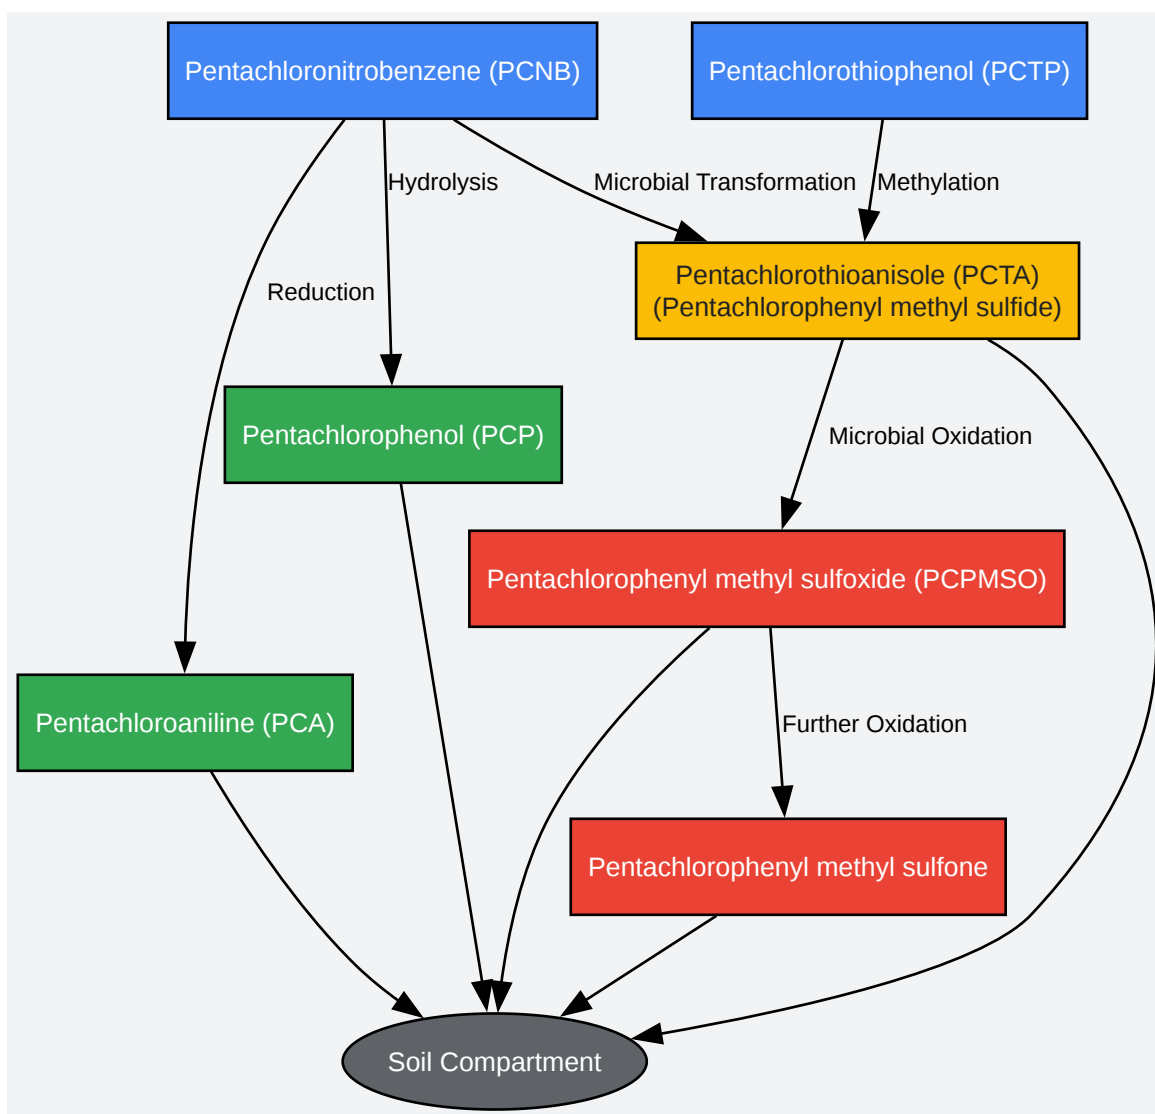 Pentachloronitrobenzene (PCNB)
Pentachlorothiophenol (PCTP)
Hydrolysis
Microbial Transformation
Methylation
Pentachlorothioanisole (PCTA)
(Pentachlorophenyl methyl sulfide)
Reduction
Pentachlorophenol (PCP)
Microbial Oxidation
Pentachlorophenyl methyl sulfoxide (PCPMSO)
Pentachloroaniline (PCA)
Further Oxidation
Pentachlorophenyl methyl sulfone
Soil Compartment